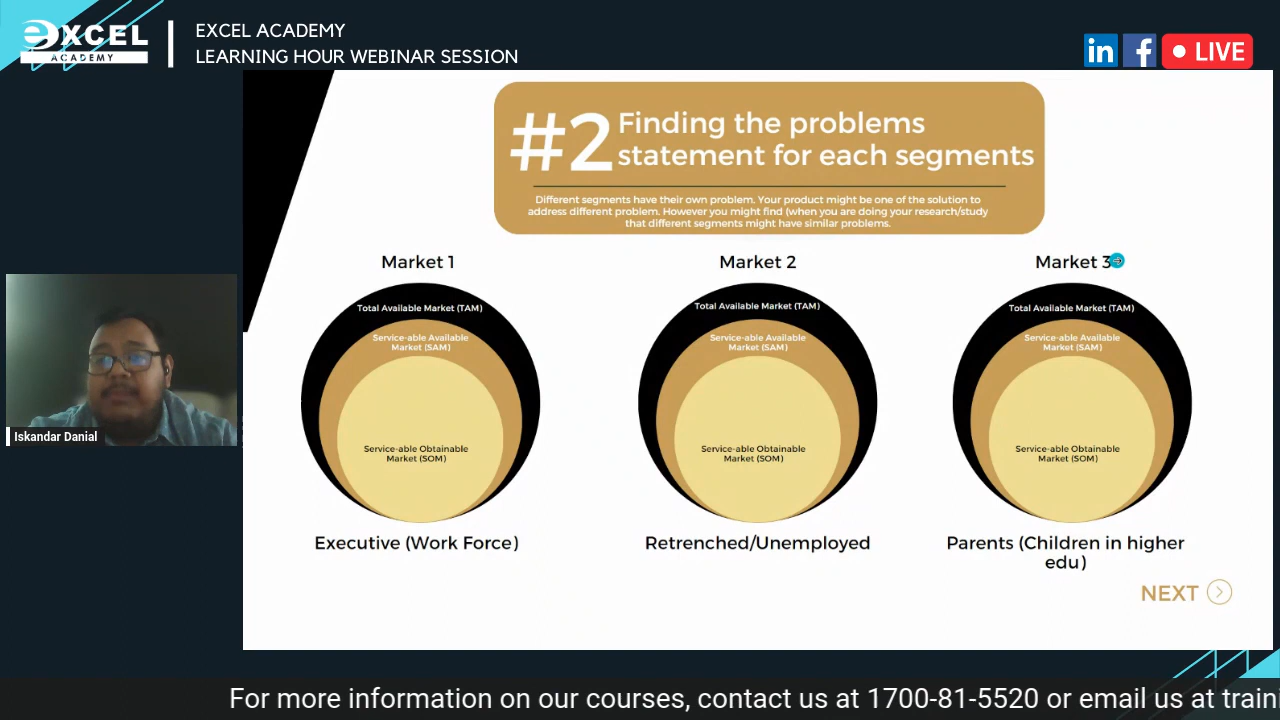 eXCEL
ACADEMY
EXCEL ACADEMY
LEARNING HOUR WEBINAR SESSION
in
f
LIVE
#2
Finding the problems
statement for each segments
Different segments have their own problem. Your product might be one of the solution to
address different problem. However you might find (when you are doing your research/study
that different segments might have similar problems.
Market 1
Total Available Market (TAM)
Service-able Available
Market (SAM)
Service-able Obtainable
Market (SOM)
Executive (Work Force)
Market 2
Total Available Market (TAM)
Service-able Available
Market (SAM)
Service-able Obtainable
Market (SOM)
Retrenched/Unemployed
Market 3
Total Available Market (TAM)
Service-able Available
Market (SAM)
Service-able Obtainable
Market (SOM)
Parents (Children in higher
edu)
NEXT
Iskandar Danial
For more information on our courses, contact us at 1700-81-5520 or email us at traini